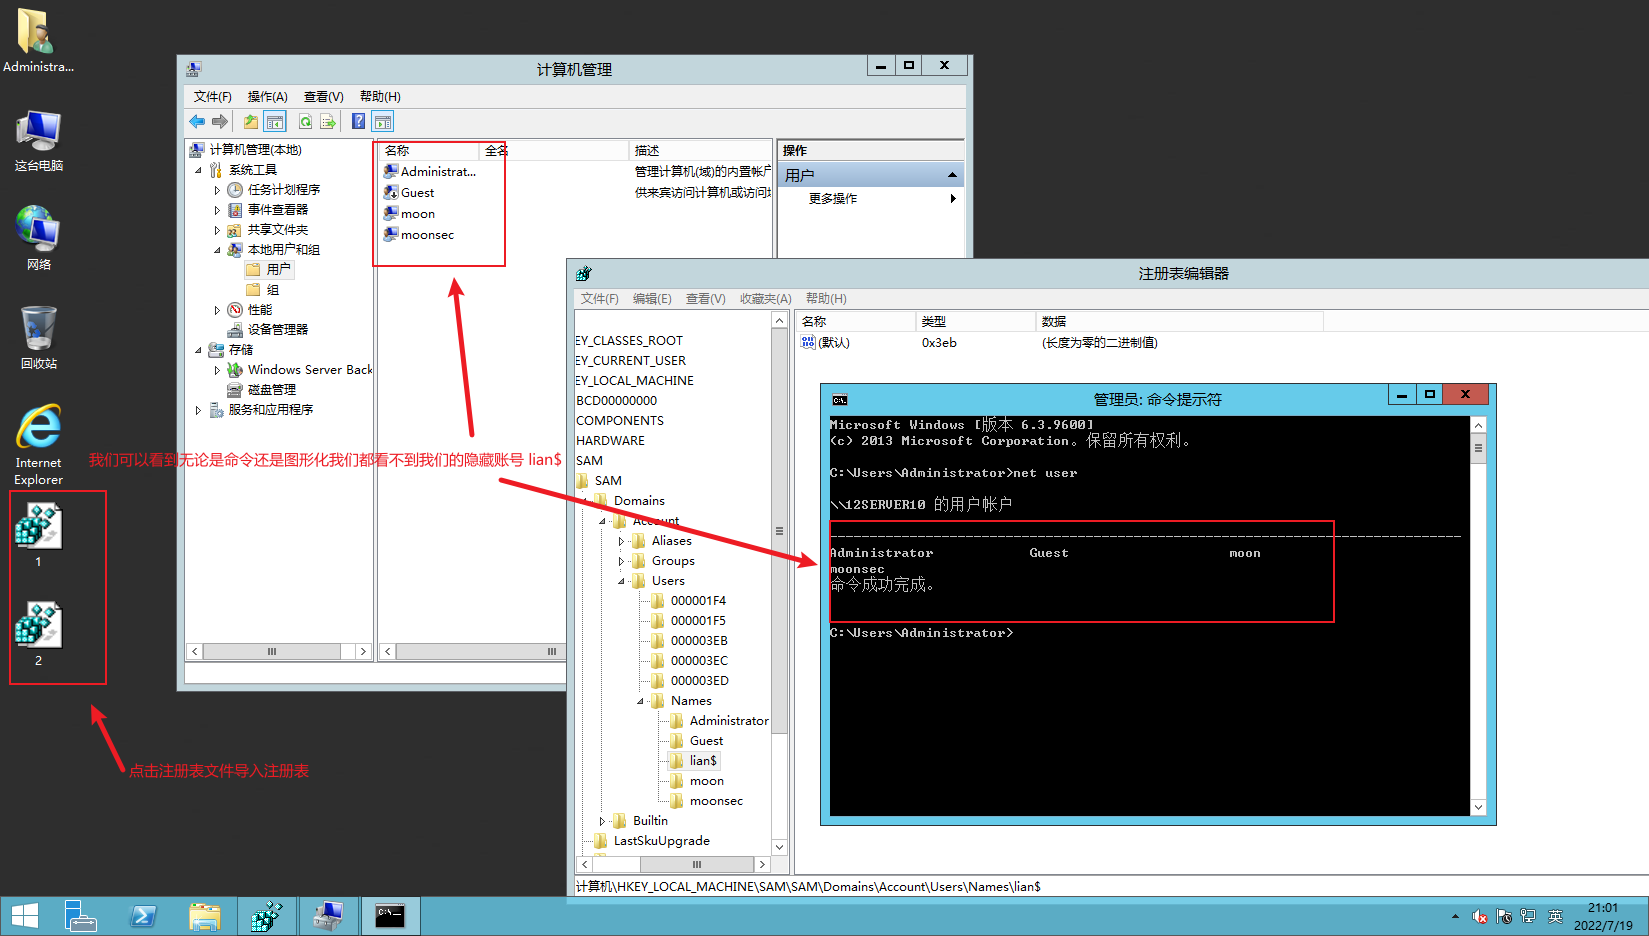 Administra...
这台电脑
网络
回收站
Internet
Explorer
1
2
计算机管理
文件(F) 操作(A) 查看(V) 帮助(H)
计算机管理(本地)
系统工具
任务计划程序
事件查看器
共享文件夹
本地用户和组
用户
组
性能
设备管理器
存储
Windows Server Back
磁盘管理
服务和应用程序
名称 全名 描述
Administrat... 管理计算机(域)的内置帐户
Guest 供来宾访问计算机或访问域
moon
moonsec
操作
用户
更多操作
我们可以看到无论是命令还是图形化我们都看不到我们的隐藏账号 lian$
点击注册表文件导入注册表
注册表编辑器
文件(F) 编辑(E) 查看(V) 收藏夹(A) 帮助(H)
EY_CLASSES_ROOT
EY_CURRENT_USER
EY_LOCAL_MACHINE
BCD00000000
COMPONENTS
HARDWARE
SAM
SAM
Domains
Account
Aliases
Groups
Users
000001F4
000001F5
000003EB
000003EC
000003ED
Names
Administrator
Guest
lian$
moon
moonsec
Builtin
LastSkuUpgrade
名称 类型 数据
(默认) 0x3eb (长度为零的二进制值)
计算机\HKEY_LOCAL_MACHINE\SAM\SAM\Domains\Account\Users\Names\lian$
管理员: 命令提示符
Microsoft Windows [版本 6.3.9600]
(c) 2013 Microsoft Corporation。保留所有权利。
C:\Users\Administrator>net user
\\12SERVER10 的用户帐户
-------------------------------------------------------------------------------
Administrator Guest moon
moonsec
命令成功完成。
C:\Users\Administrator>
英
21:01
2022/7/19